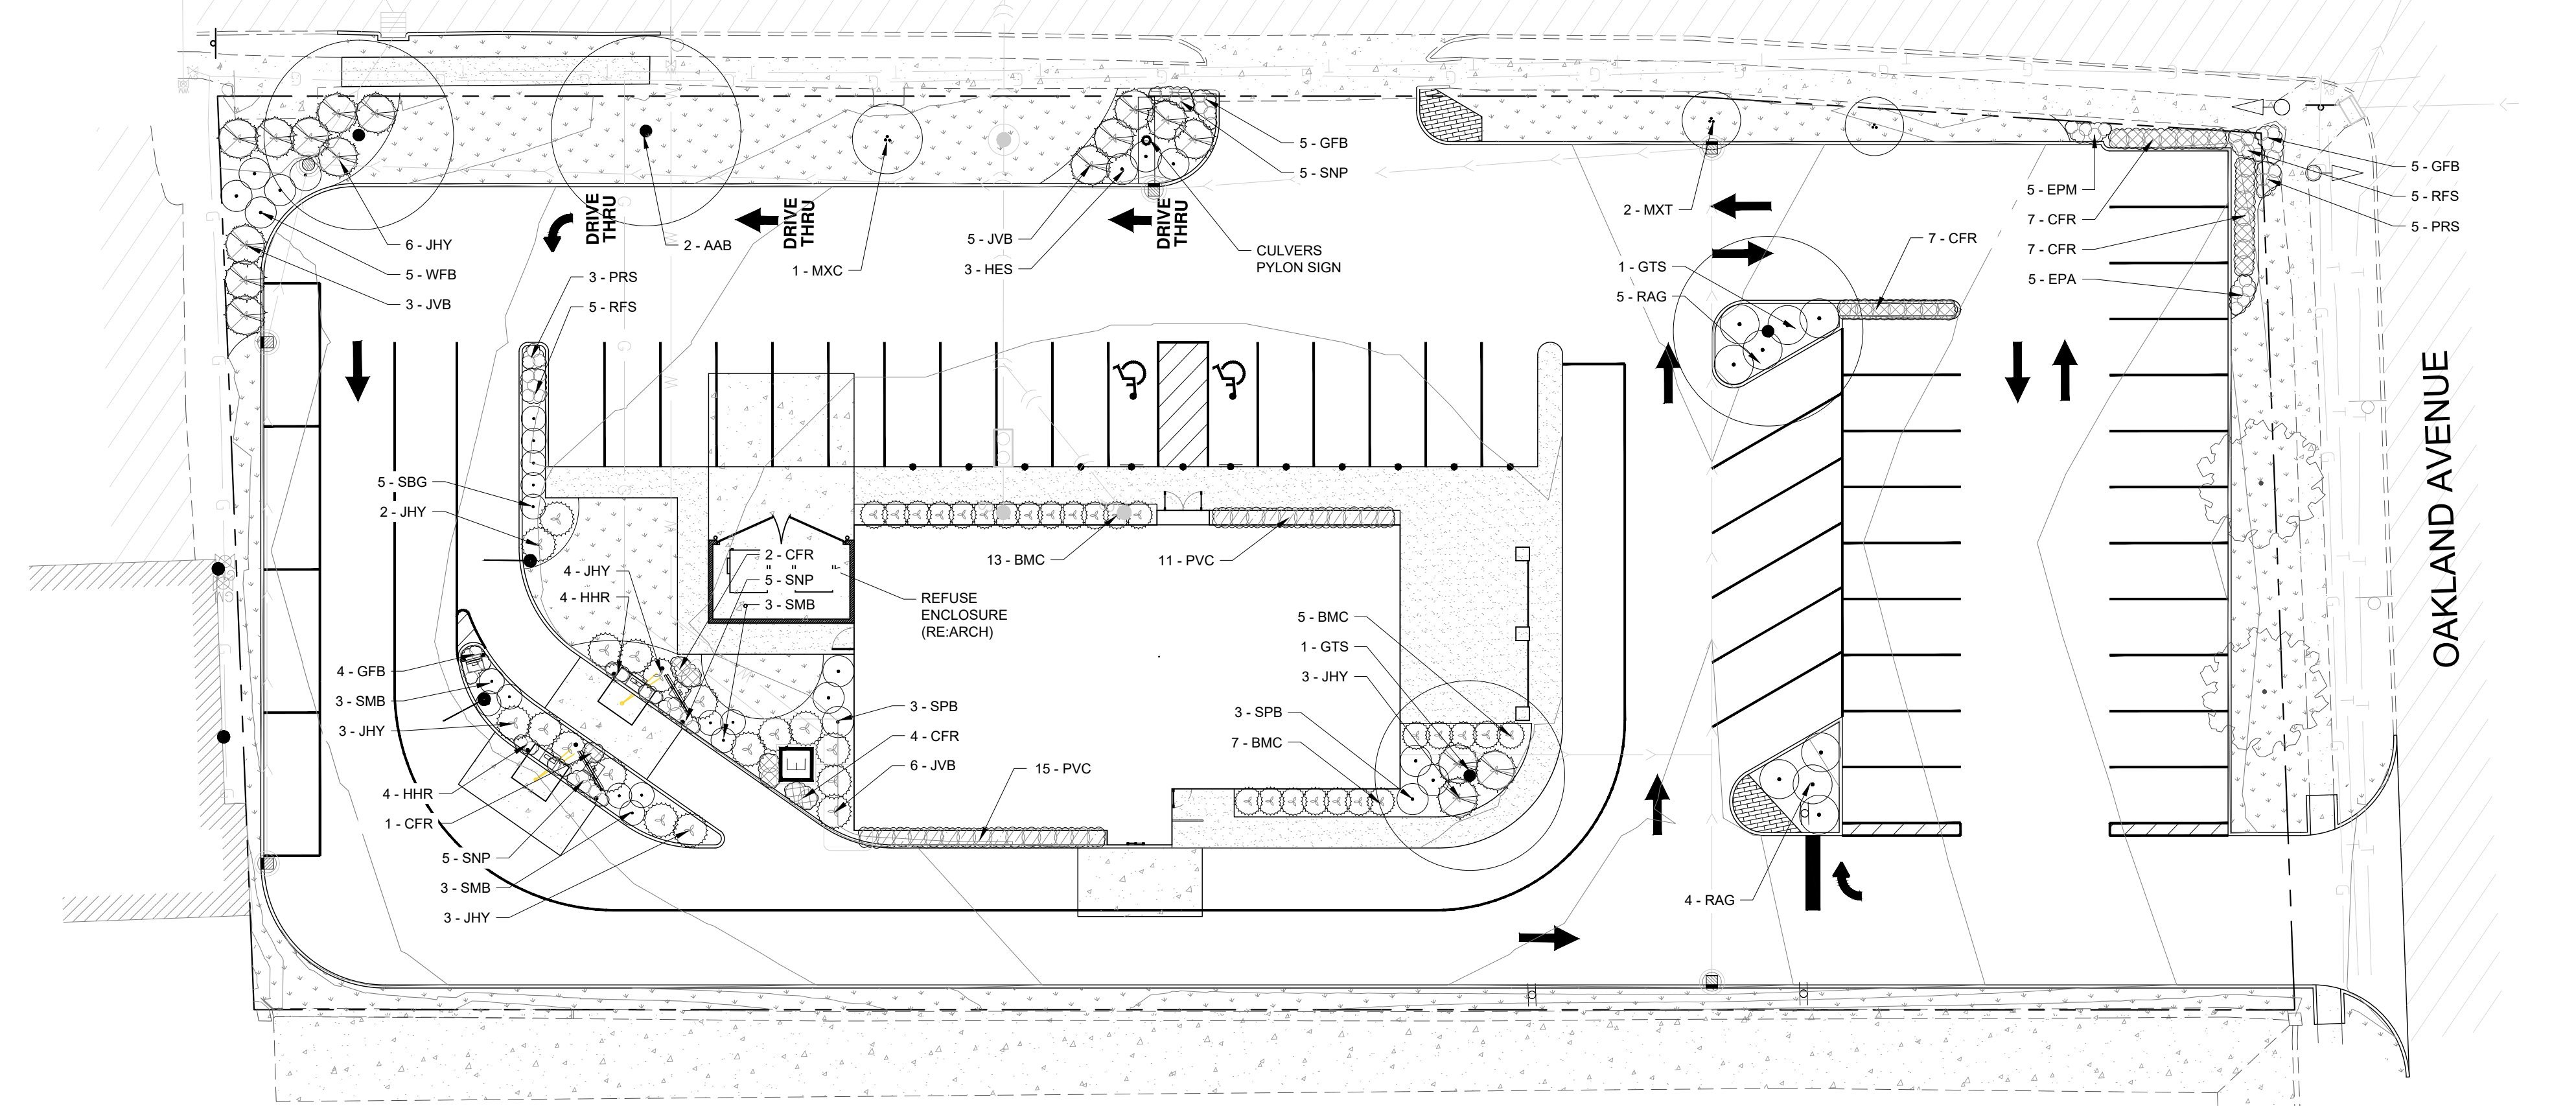 5 - GFB
5 - SNP
5 - GFB
5 - RFS
5 - PRS
5 - EPM
7 - CFR
7 - CFR
5 - EPA
2 - MXT
DRIVE
THRU
DRIVE
THRU
DRIVE
THRU
6 - JHY
5 - WFB
3 - JVB
2 - AAB
1 - MXC
5 - JVB
3 - HES
CULVERS
PYLON SIGN
7 - CFR
1 - GTS
5 - RAG
3 - PRS
5 - RFS
OAKLAND AVENUE
5 - SBG
2 - JHY
13 - BMC
11 - PVC
2 - CFR
5 - SNP
3 - SMB
4 - JHY
4 - HHR
REFUSE
ENCLOSURE
(RE:ARCH)
5 - BMC
1 - GTS
3 - JHY
3 - SPB
7 - BMC
4 - GFB
3 - SMB
3 - JHY
3 - SPB
4 - CFR
6 - JVB
E
15 - PVC
4 - HHR
1 - CFR
5 - SNP
3 - SMB
3 - JHY
4 - RAG